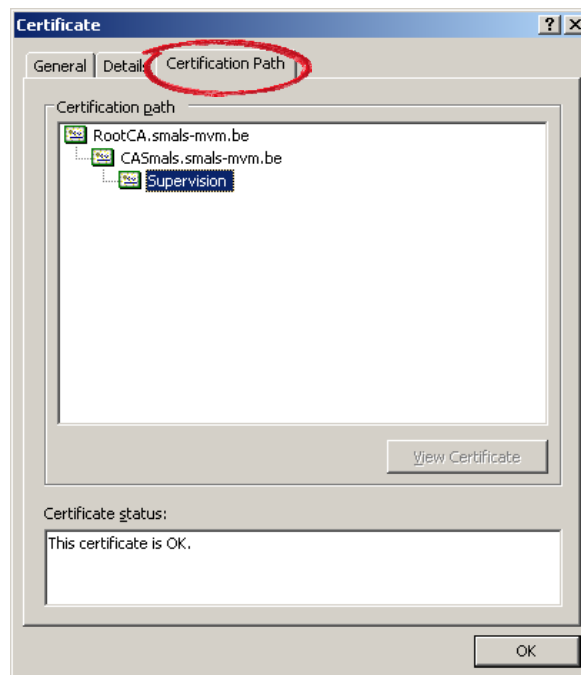 Certificate
General Details Certification Path
Certification path
RootCA.smals-mvm.be
CASmals.smals-mvm.be
Supervision
View Certificate
Certificate status:
This certificate is OK.
OK